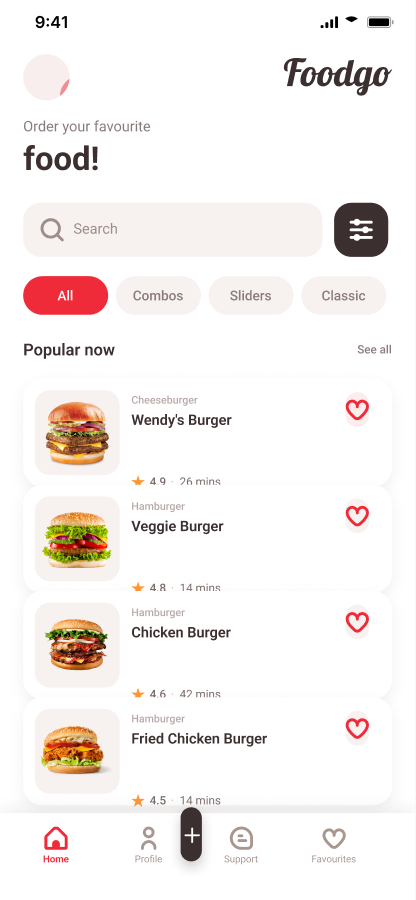 9:41
Foodgo
Order your favourite
food!
Search
All Combos Sliders Classic
Popular now See all
Cheeseburger
Wendy's Burger
4.9 · 26 mins
Hamburger
Veggie Burger
4.8 · 14 mins
Hamburger
Chicken Burger
4.6 · 42 mins
Hamburger
Fried Chicken Burger
4.5 · 14 mins
Home Profile Support Favourites